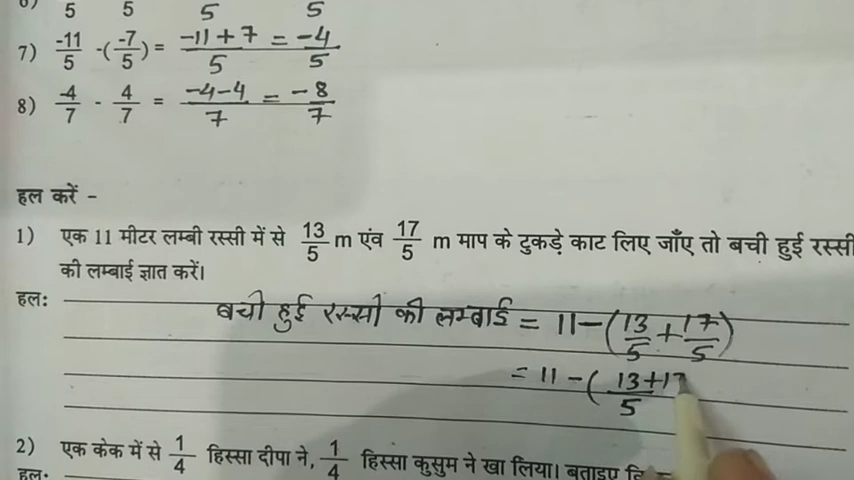 5 5 5 5
7) -11/5 -(-7/5) = -11+7/5 = -4/5
8) -4/7 - 4/7 = -4-4/7 = -8/7
हल करें -
1) एक 11 मीटर लम्बी रस्सी में से 13/5 m एंव 17/5 m माप के टुकड़े काट लिए जाँए तो बची हुई रस्सी
की लम्बाई ज्ञात करें।
हलः बची हुई रस्सी की लम्बाई = 11-(13/5+17/5)
= 11-(13+17/5
2) एक केक में से 1/4 हिस्सा दीपा ने, 1/4 हिस्सा कुसुम ने खा लिया। बताइए
हलः